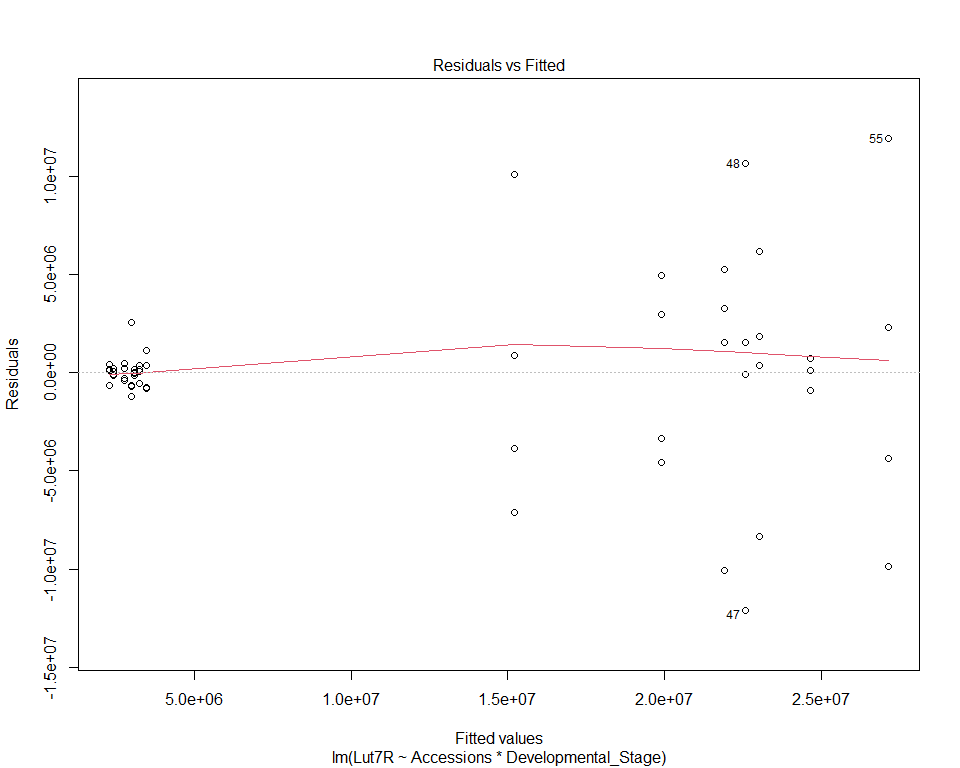 Residuals vs Fitted
Residuals
1.0e+07
5.0e+06
0.0e+00
-5.0e+06
-1.0e+07
-1.5e+07
55
48
47
5.0e+06 1.0e+07 1.5e+07 2.0e+07 2.5e+07
Fitted values
lm(Lut7R ~ Accessions * Developmental_Stage)